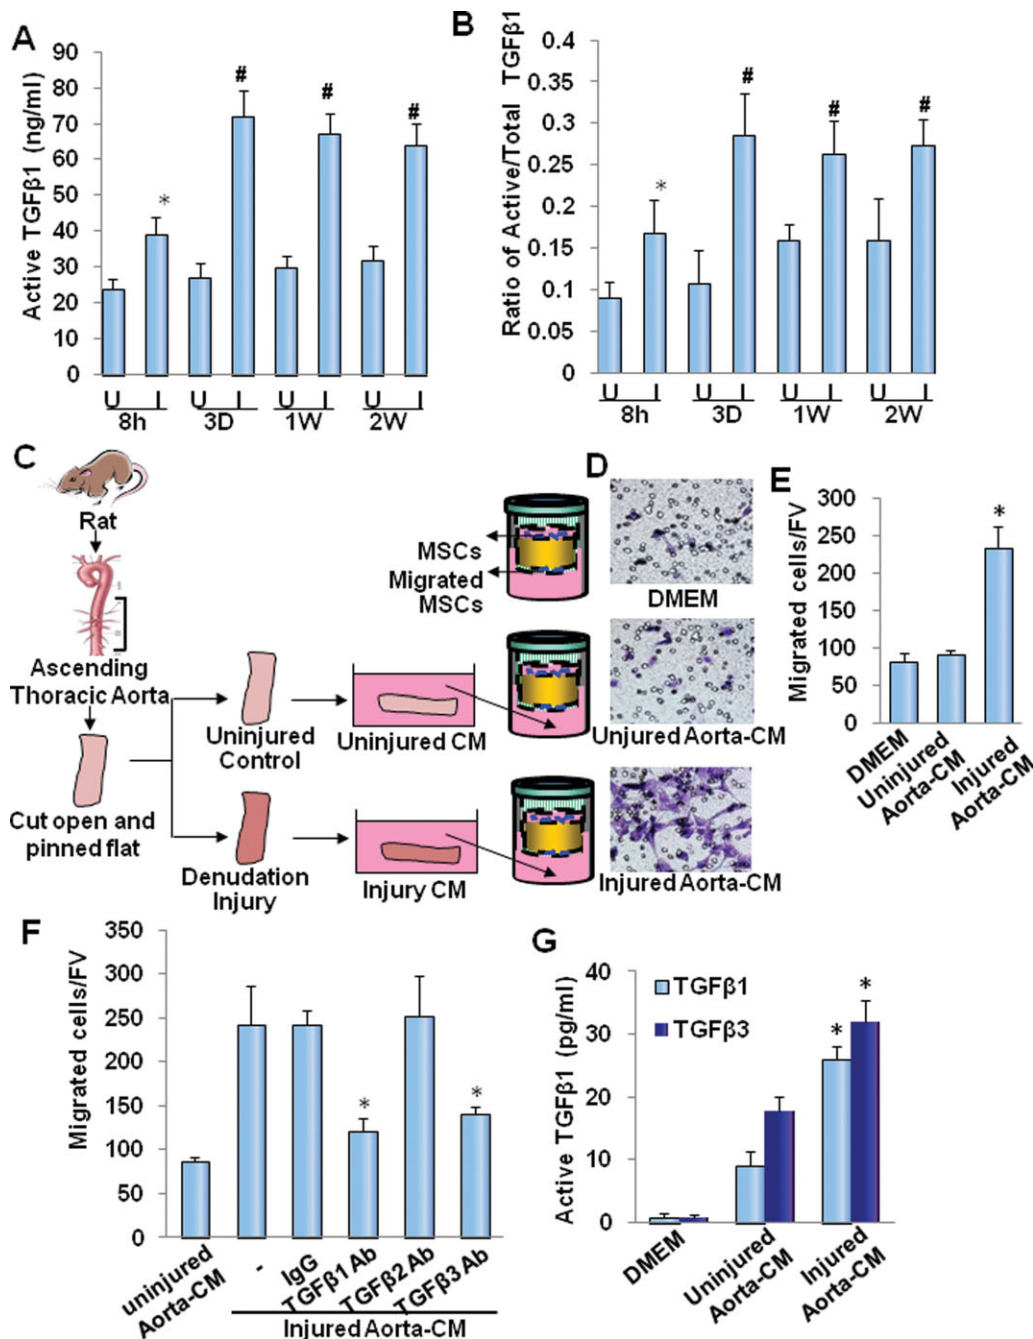 A
Active TGFβ1 (ng/ml)
90
80
70
60
50
40
30
20
10
0
*
#
#
#
U I U I U I U I
8h 3D 1W 2W
B
Ratio of Active/Total TGFβ1
0.4
0.35
0.3
0.25
0.2
0.15
0.1
0.05
0
*
#
#
#
U I U I U I U I
8h 3D 1W 2W
C
Rat
Ascending
Thoracic Aorta
Cut open and
pinned flat
Uninjured
Control
Denudation
Injury
Uninjured CM
Injury CM
MSCs
Migrated
MSCs
D
DMEM
Unjured Aorta-CM
Injured Aorta-CM
E
Migrated cells/FV
300
250
200
150
100
50
0
*
DMEM
Uninjured
Aorta-CM
Injured
Aorta-CM
F
Migrated cells/FV
350
300
250
200
150
100
50
0
*
*
uninjured
Aorta-CM
-
IgG
TGFβ1 Ab
TGFβ2 Ab
TGFβ3 Ab
Injured Aorta-CM
G
Active TGFβ1 (pg/ml)
40
30
20
10
0
TGFβ1
TGFβ3
*
*
DMEM
Uninjured
Aorta-CM
Injured
Aorta-CM